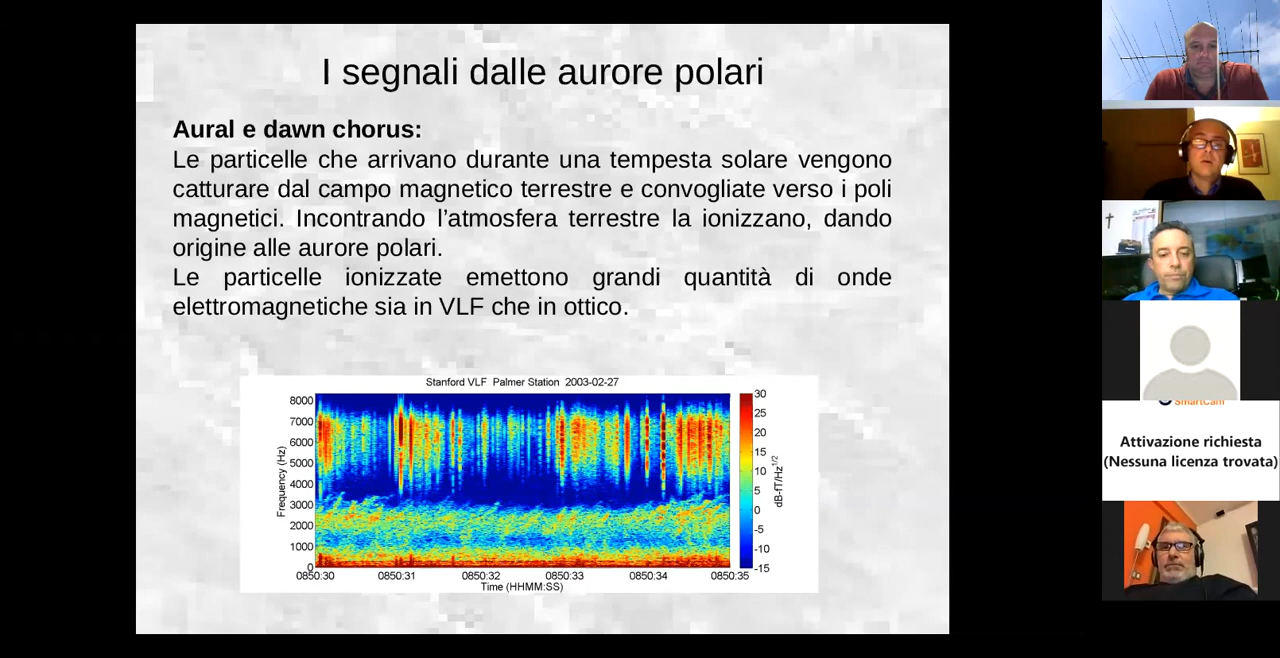 I segnali dalle aurore polari
Aural e dawn chorus:
Le particelle che arrivano durante una tempesta solare vengono
catturare dal campo magnetico terrestre e convogliate verso i poli
magnetici. Incontrando l'atmosfera terrestre la ionizzano, dando
origine alle aurore polari.
Le particelle ionizzate emettono grandi quantità di onde
elettromagnetiche sia in VLF che in ottico.
Stanford VLF Palmer Station 2003-02-27
Frequency (Hz)
8000
7000
6000
5000
4000
3000
2000
1000
0
0850:30 0850:31 0850:32 0850:33 0850:34 0850:35
Time (HHMM:SS)
30
25
20
15
10
5
0
-5
-10
-15
dB-fT/Hz^1/2
SmartCam
Attivazione richiesta
(Nessuna licenza trovata)